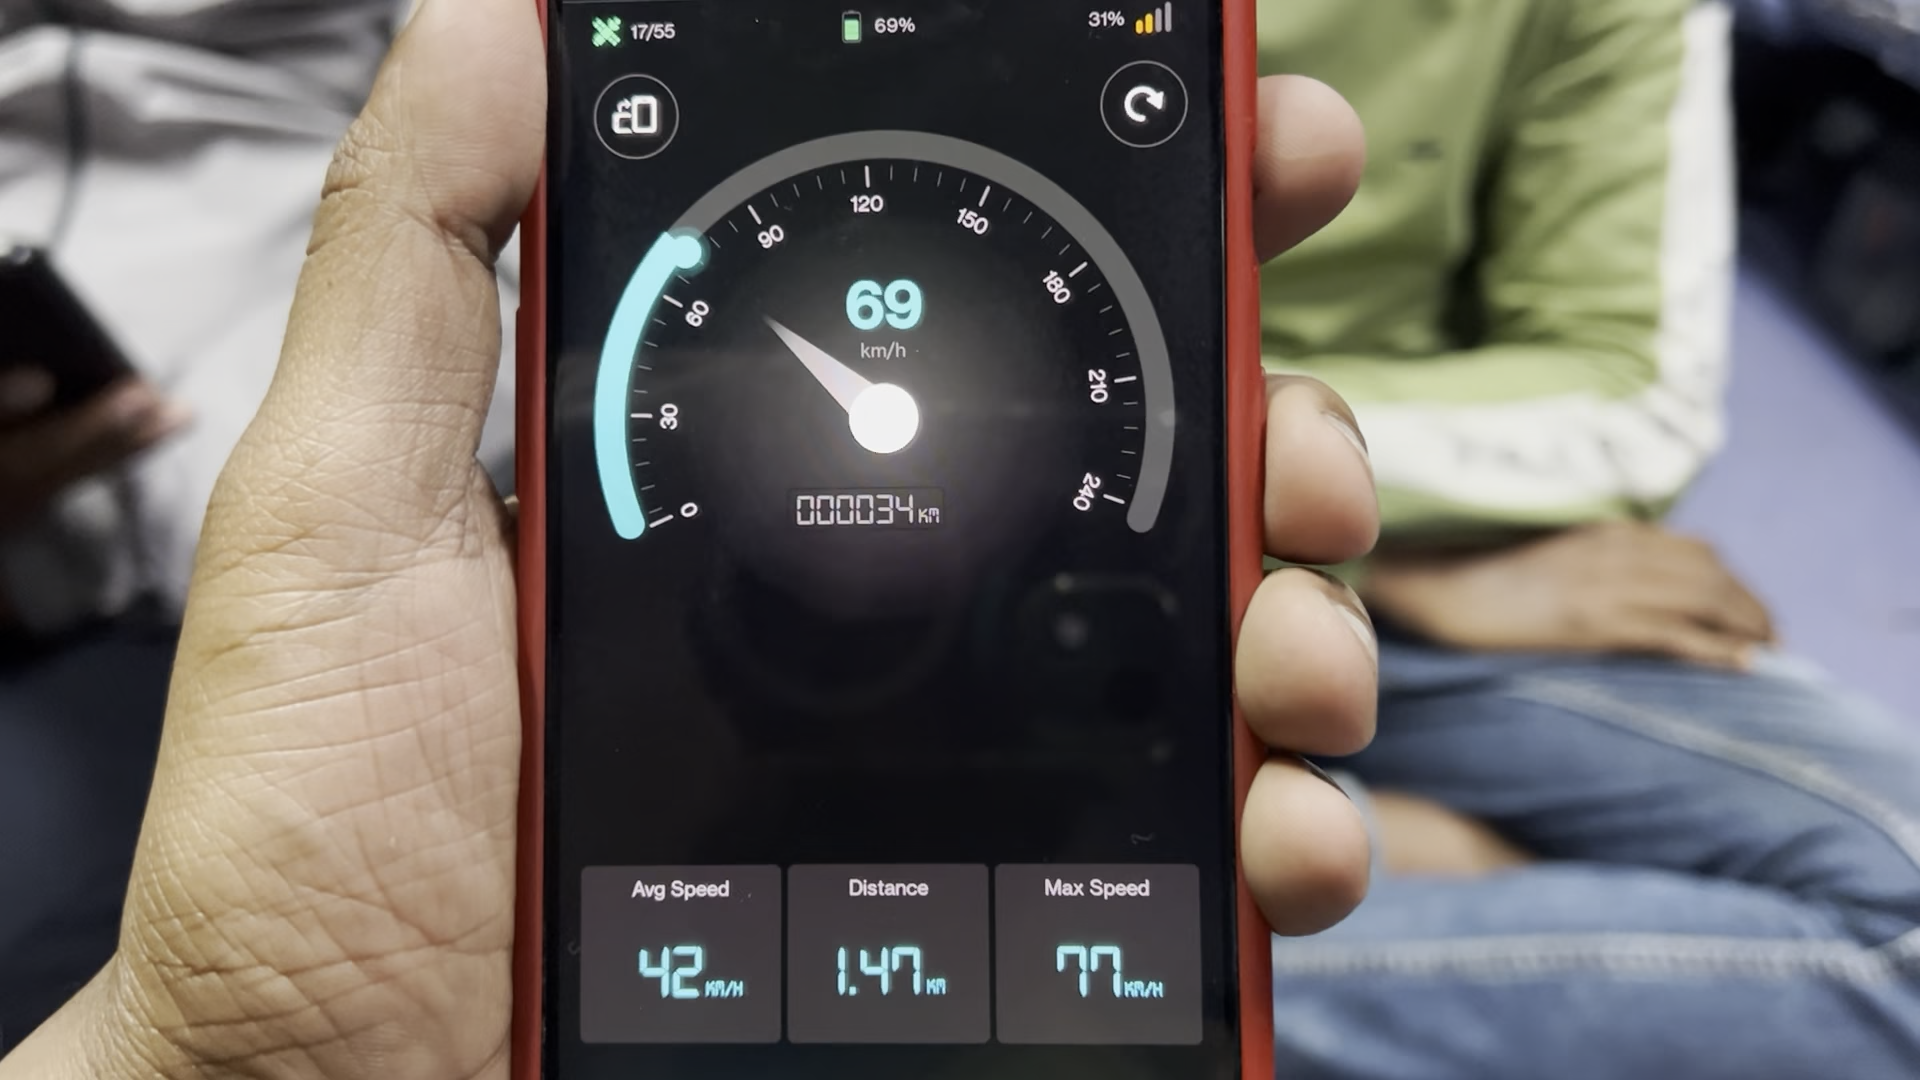 17/55
69%
31%
0
30
60
90
120
150
180
210
240
69
km/h
000034 KM
Avg Speed
Distance
Max Speed
42 KM/H
1.47 KM
77 KM/H